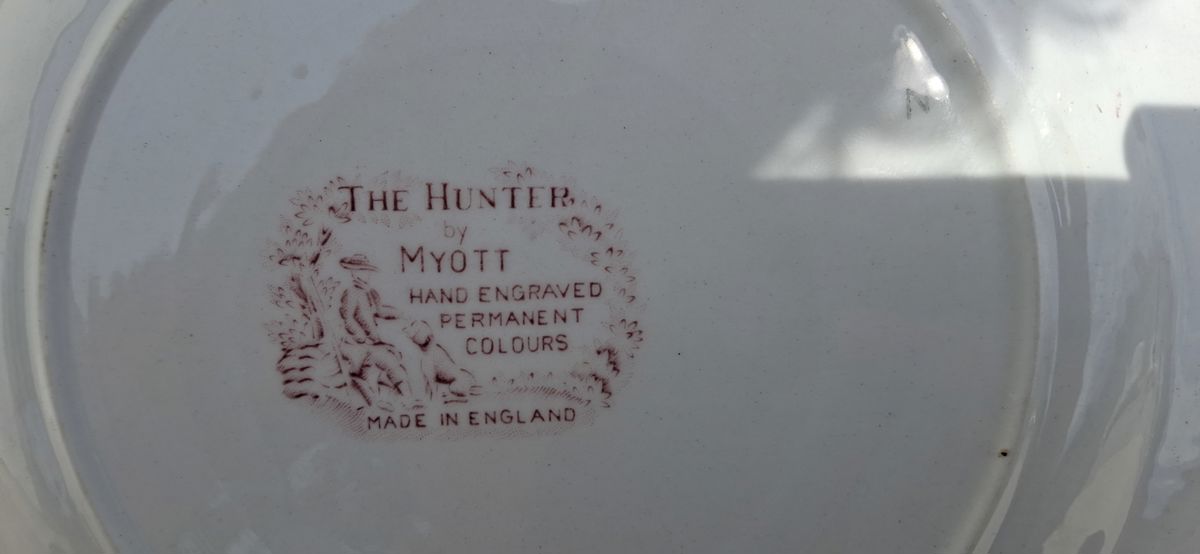 THE HUNTER
by
MYOTT
HAND ENGRAVED
PERMANENT
COLOURS
MADE IN ENGLAND
N